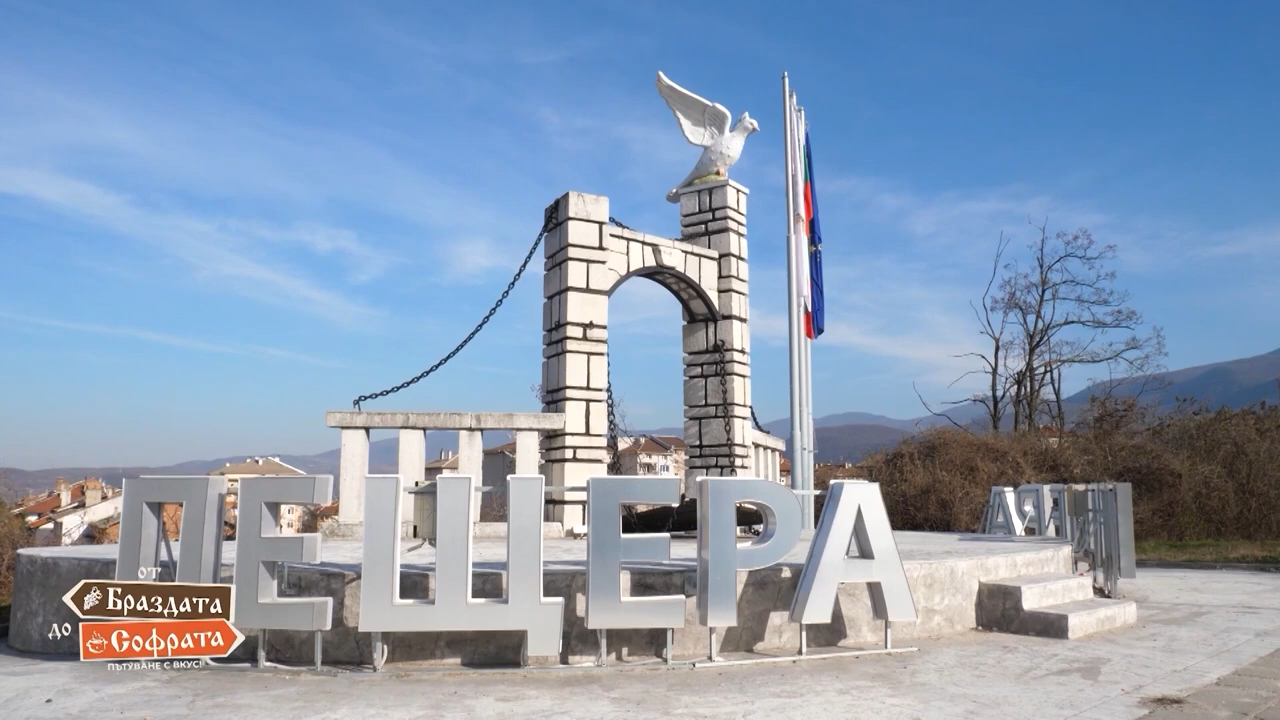 ПЕЩЕРА
от
Браздата
до
Софрата
ПЪТУВАНЕ С ВКУС!